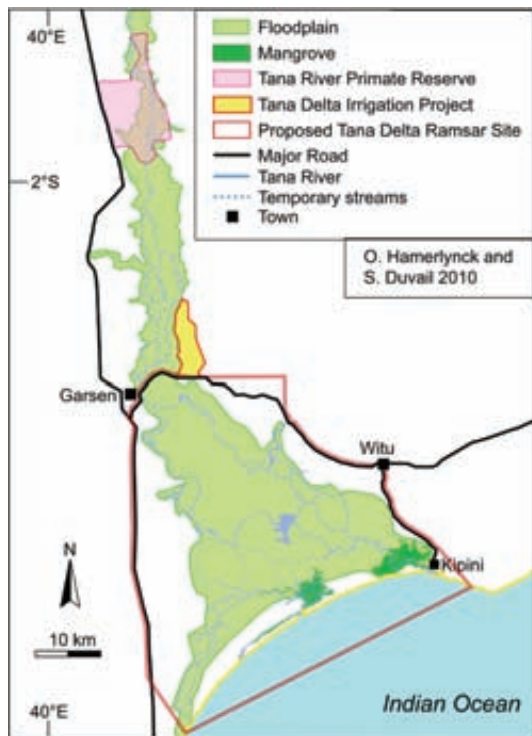 40°E
Floodplain
Mangrove
Tana River Primate Reserve
Tana Delta Irrigation Project
Proposed Tana Delta Ramsar Site
Major Road
Tana River
Temporary streams
Town
2°S
O. Hamerlynck and
S. Duvail 2010
Garsen
Witu
Kipini
N
10 km
Indian Ocean
40°E